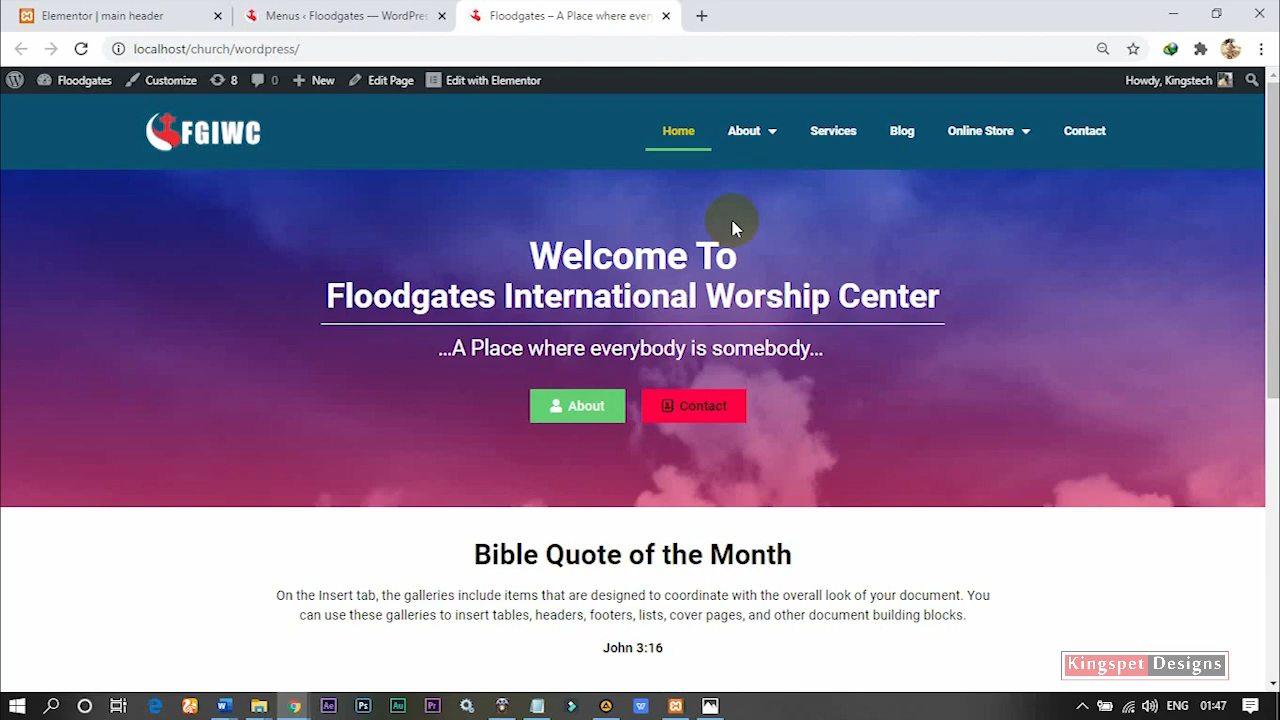 Elementor | main header
Menus ‹ Floodgates — WordPres
Floodgates – A Place where every
localhost/church/wordpress/
Floodgates
Customize
8
0
New
Edit Page
Edit with Elementor
Howdy, Kingstech
FGIWC
Home
About
Services
Blog
Online Store
Contact
Welcome To
Floodgates International Worship Center
...A Place where everybody is somebody...
About
Contact
Bible Quote of the Month
On the Insert tab, the galleries include items that are designed to coordinate with the overall look of your document. You
can use these galleries to insert tables, headers, footers, lists, cover pages, and other document building blocks.
John 3:16
Kingspet Designs
Ae
Ps
Au
Pr
ENG
01:47